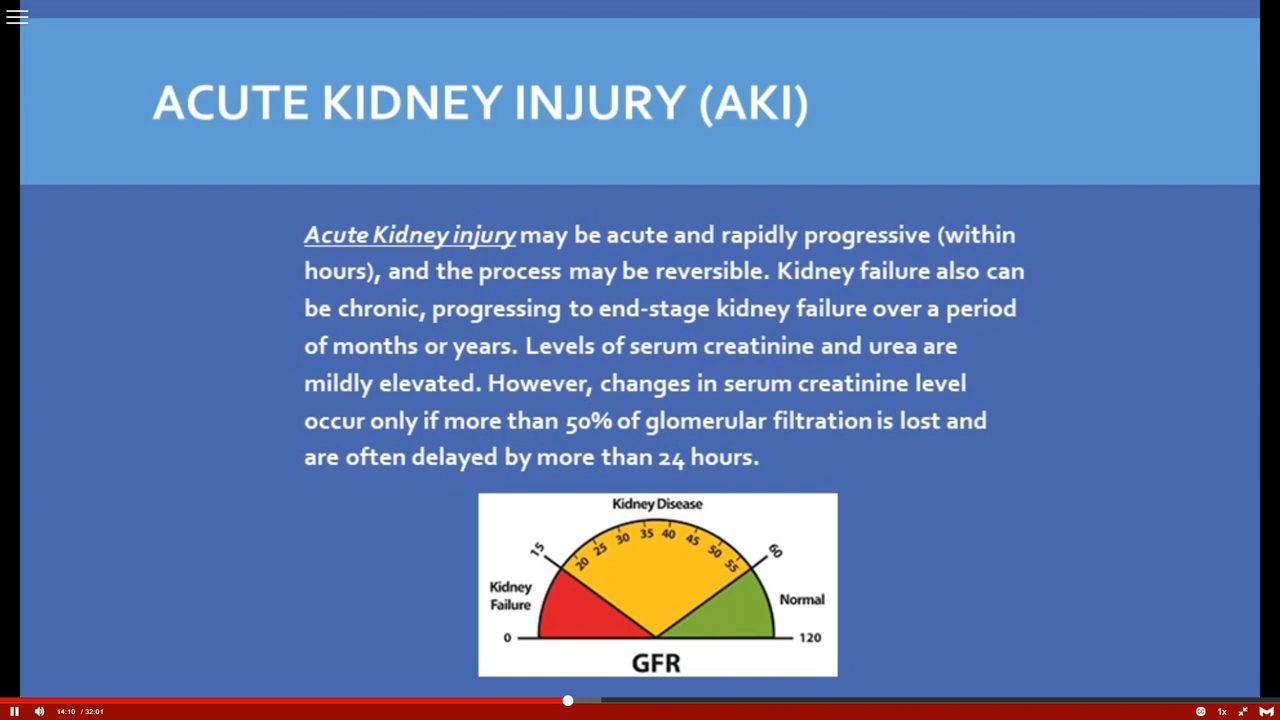 ACUTE KIDNEY INJURY (AKI)
Acute Kidney injury may be acute and rapidly progressive (within
hours), and the process may be reversible. Kidney failure also can
be chronic, progressing to end-stage kidney failure over a period
of months or years. Levels of serum creatinine and urea are
mildly elevated. However, changes in serum creatinine level
occur only if more than 50% of glomerular filtration is lost and
are often delayed by more than 24 hours.
Kidney Disease
15 20 25 30 35 40 45 50 55 60
Kidney
Failure
Normal
0
120
GFR
14:10 / 32:01
CC
1x